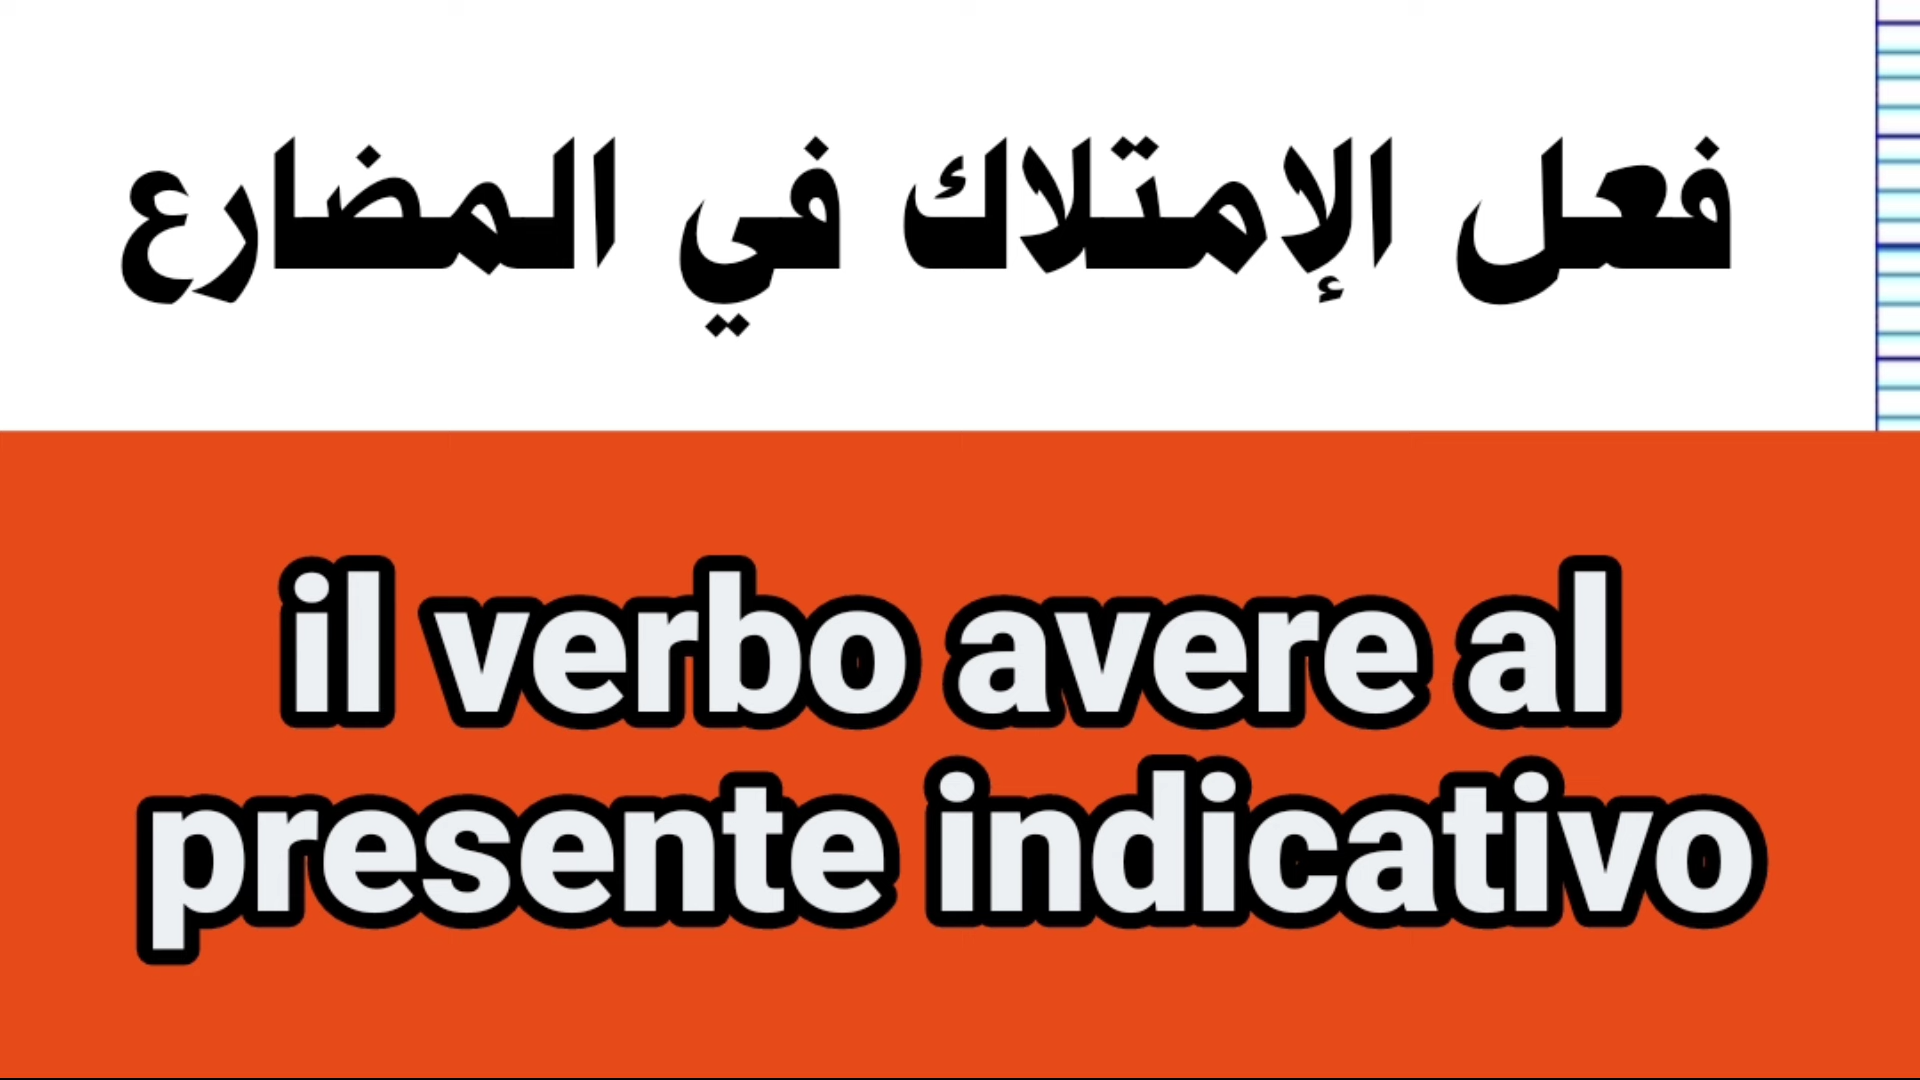 فعل الإمتلاك في المضارع
il verbo avere al
presente indicativo